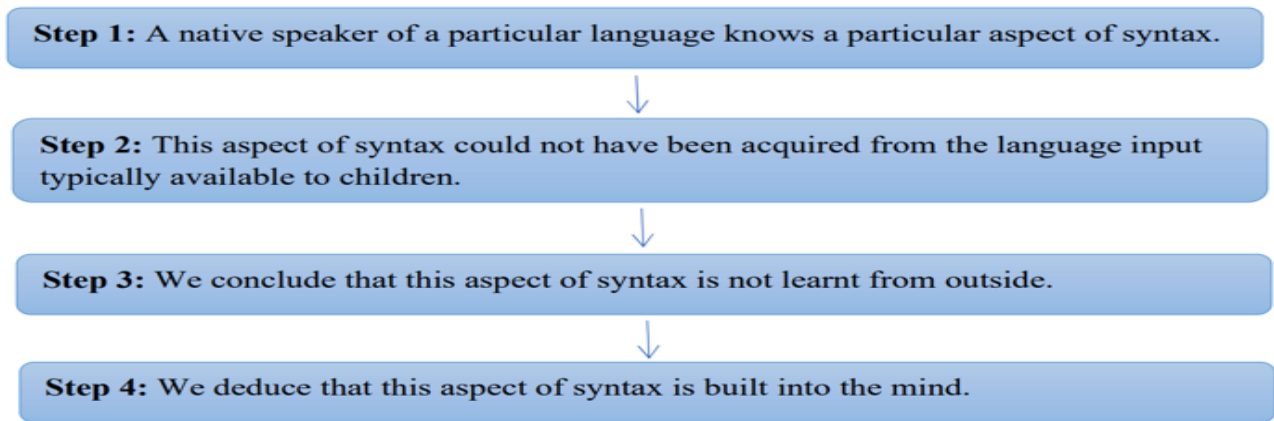 Step 1: A native speaker of a particular language knows a particular aspect of syntax.
Step 2: This aspect of syntax could not have been acquired from the language input
typically available to children.
Step 3: We conclude that this aspect of syntax is not learnt from outside.
Step 4: We deduce that this aspect of syntax is built into the mind.